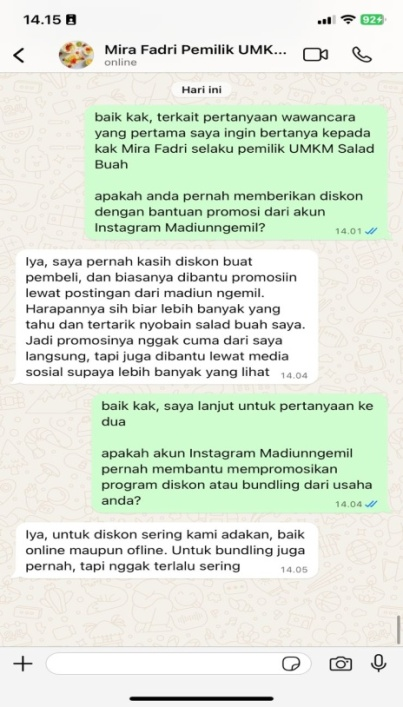 14.15
92
Mira Fadri Pemilik UMK...
online
Hari ini
baik kak, terkait pertanyaan wawancara
yang pertama saya ingin bertanya kepada
kak Mira Fadri selaku pemilik UMKM Salad
Buah
apakah anda pernah memberikan diskon
dengan bantuan promosi dari akun
Instagram Madiunngemil?
14.01
Iya, saya pernah kasih diskon buat
pembeli, dan biasanya dibantu promosiin
lewat postingan dari madiun ngemil.
Harapannya sih biar lebih banyak yang
tahu dan tertarik nyobain salad buah saya.
Jadi promosinya nggak cuma dari saya
langsung, tapi juga dibantu lewat media
sosial supaya lebih banyak yang lihat
14.04
baik kak, saya lanjut untuk pertanyaan ke
dua
apakah akun Instagram Madiunngemil
pernah membantu mempromosikan
program diskon atau bundling dari usaha
anda?
14.04
Iya, untuk diskon sering kami adakan, baik
online maupun ofline. Untuk bundling juga
pernah, tapi nggak terlalu sering
14.05